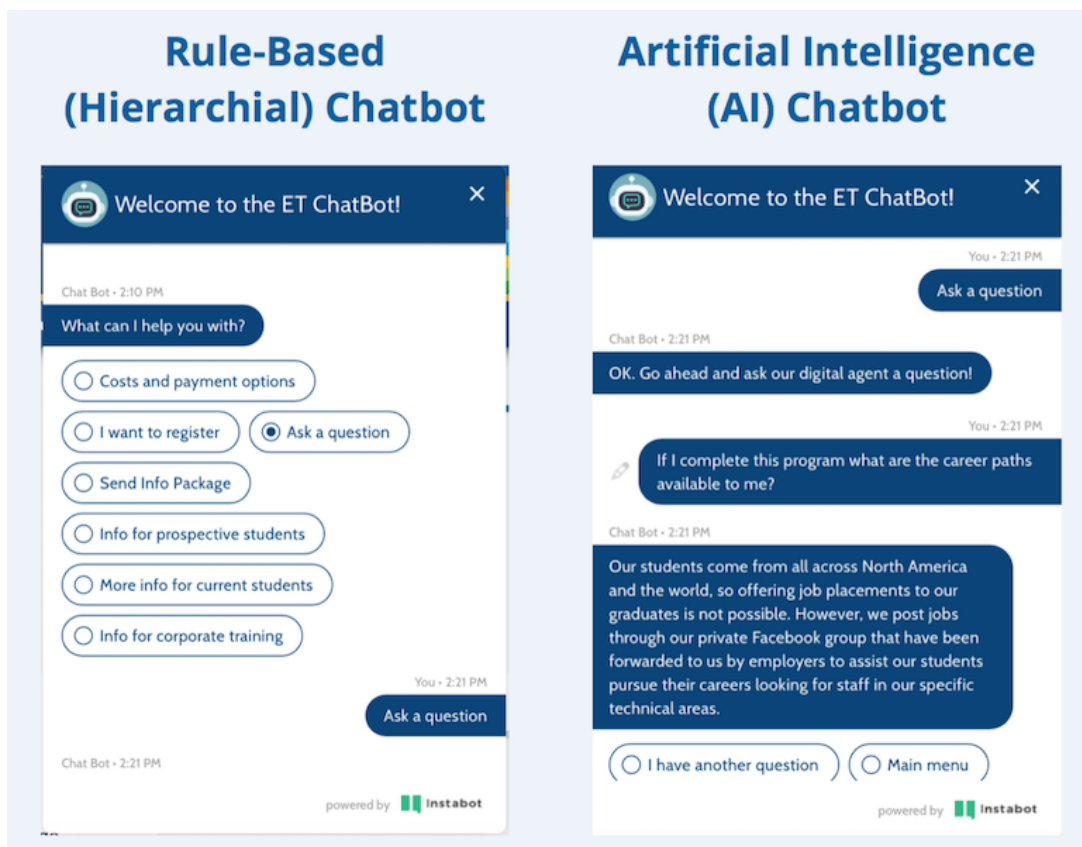 Rule-Based
(Hierarchial) Chatbot
Welcome to the ET ChatBot!
Chat Bot • 2:10 PM
What can I help you with?
Costs and payment options
I want to register
Ask a question
Send Info Package
Info for prospective students
More info for current students
Info for corporate training
You • 2:21 PM
Ask a question
Chat Bot • 2:21 PM
powered by Instabot
Artificial Intelligence
(AI) Chatbot
Welcome to the ET ChatBot!
You • 2:21 PM
Ask a question
Chat Bot • 2:21 PM
OK. Go ahead and ask our digital agent a question!
You • 2:21 PM
If I complete this program what are the career paths
available to me?
Chat Bot • 2:21 PM
Our students come from all across North America
and the world, so offering job placements to our
graduates is not possible. However, we post jobs
through our private Facebook group that have been
forwarded to us by employers to assist our students
pursue their careers looking for staff in our specific
technical areas.
I have another question
Main menu
powered by Instabot